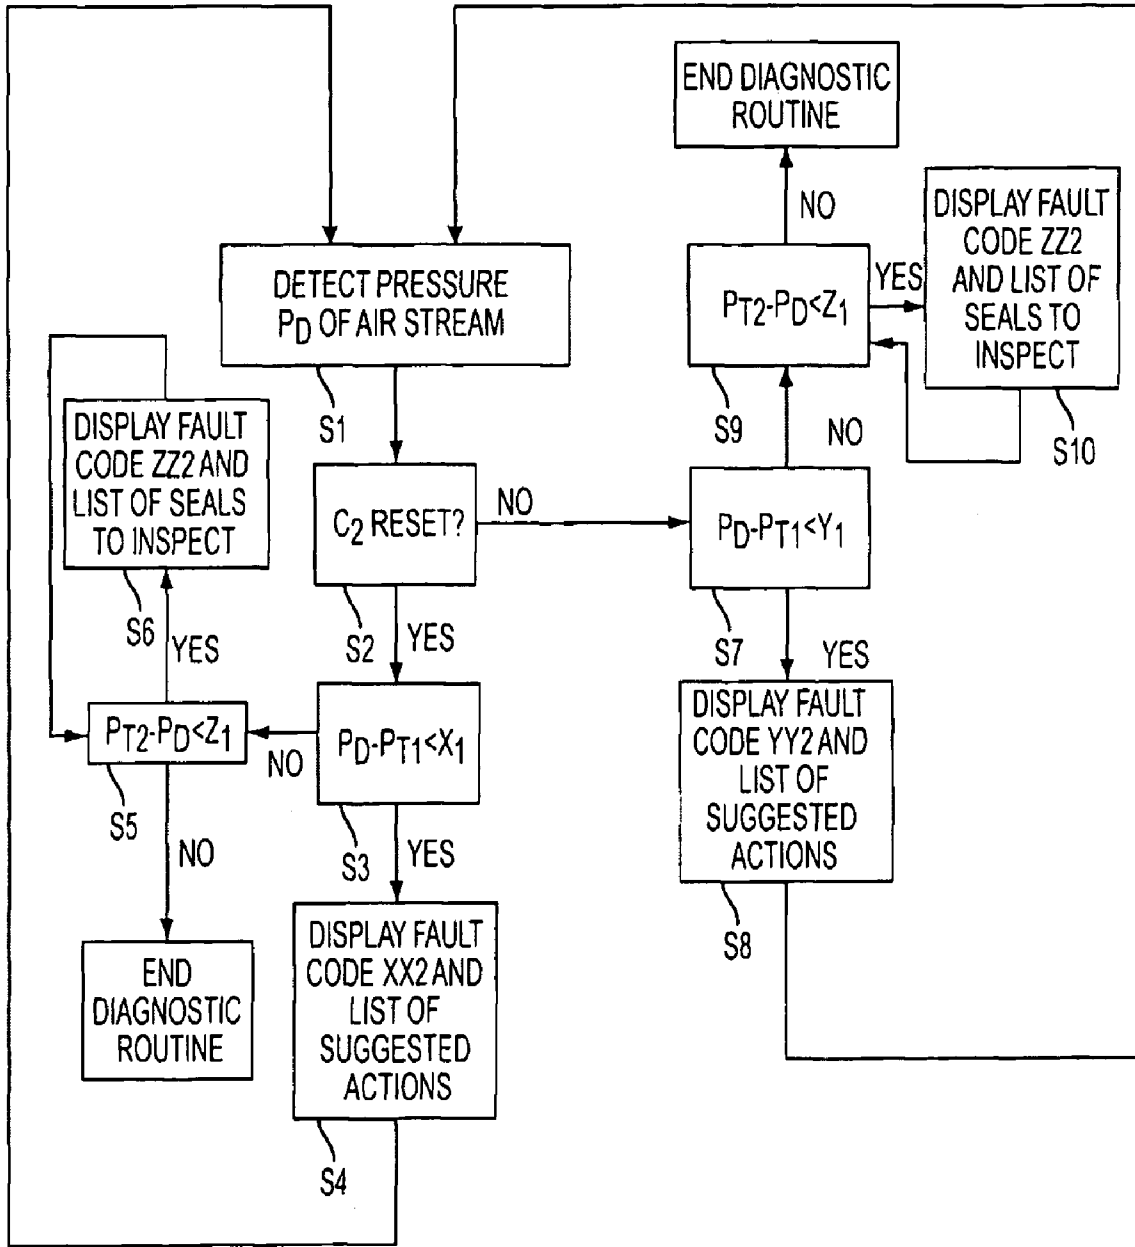 END DIAGNOSTIC
ROUTINE
NO
DISPLAY FAULT
CODE ZZ2
AND LIST OF
SEALS TO
INSPECT
YES
PT2-PD<Z1
S9
S10
NO
DETECT PRESSURE
PD OF AIR STREAM
S1
DISPLAY FAULT
CODE ZZ2 AND
LIST OF SEALS
TO INSPECT
S6
YES
C2 RESET?
NO
S2
YES
PD-PT1<Y1
S7
YES
PT2-PD<Z1
S5
NO
NO
PD-PT1<X1
S3
YES
DISPLAY FAULT
CODE YY2 AND
LIST OF
SUGGESTED
ACTIONS
S8
END
DIAGNOSTIC
ROUTINE
DISPLAY FAULT
CODE XX2 AND
LIST OF
SUGGESTED
ACTIONS
S4